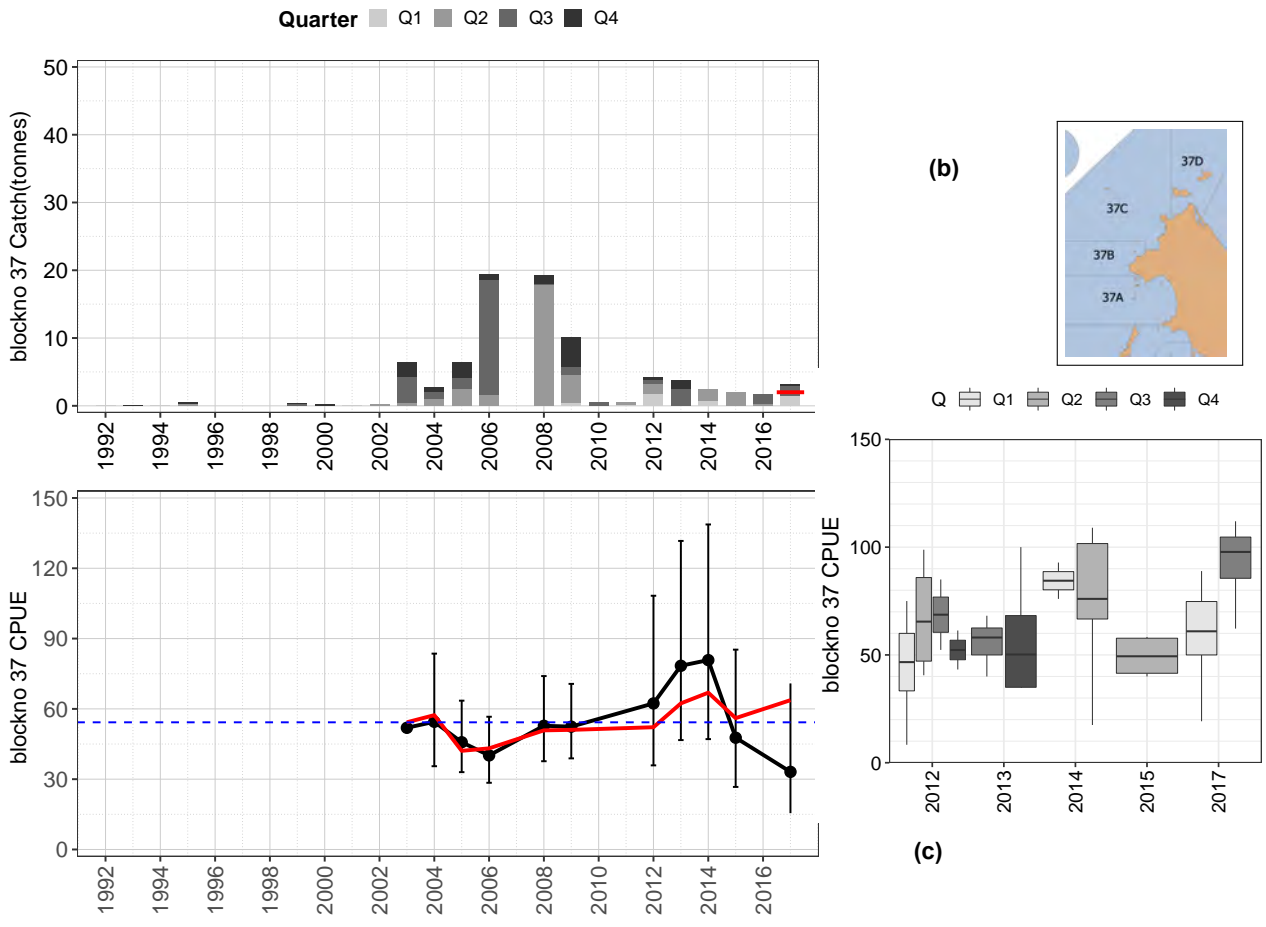 Quarter Q1 Q2 Q3 Q4
blockno 37 Catch(tonnes)
50
40
30
20
10
0
1992 1994 1996 1998 2000 2002 2004 2006 2008 2010 2012 2014 2016
blockno 37 CPUE
150
120
90
60
30
0
1992 1994 1996 1998 2000 2002 2004 2006 2008 2010 2012 2014 2016
(b)
37D
37C
37B
37A
Q Q1 Q2 Q3 Q4
blockno 37 CPUE
150
100
50
0
2012 2013 2014 2015 2017
(c)